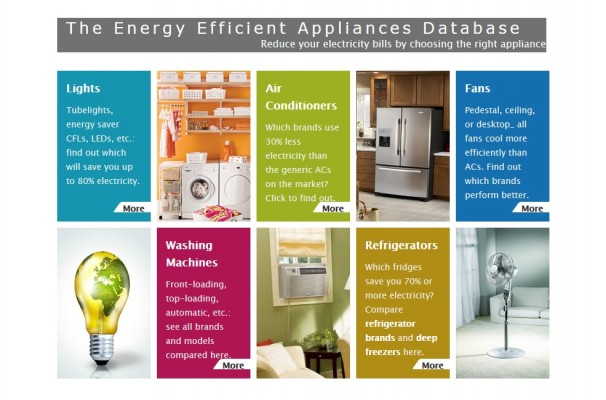 The Energy Efficient Appliances Database
Reduce your electricity bills by choosing the right appliance
Lights
Tubelights,
energy saver
CFLs, LEDs, etc.:
find out which
will save you up
to 80% electricity.
More
Air
Conditioners
Which brands use
30% less
electricity than
the generic ACs
on the market?
Click to find out.
More
Fans
Pedestal, ceiling,
or desktop_ all
fans cool more
efficiently than
ACs. Find out
which brands
perform better.
More
Washing
Machines
Front-loading,
top-loading,
automatic, etc.:
see all brands
and models
compared here.
More
Refrigerators
Which fridges
save you 70% or
more electricity?
Compare
refrigerator
brands and deep
freezers here.
More